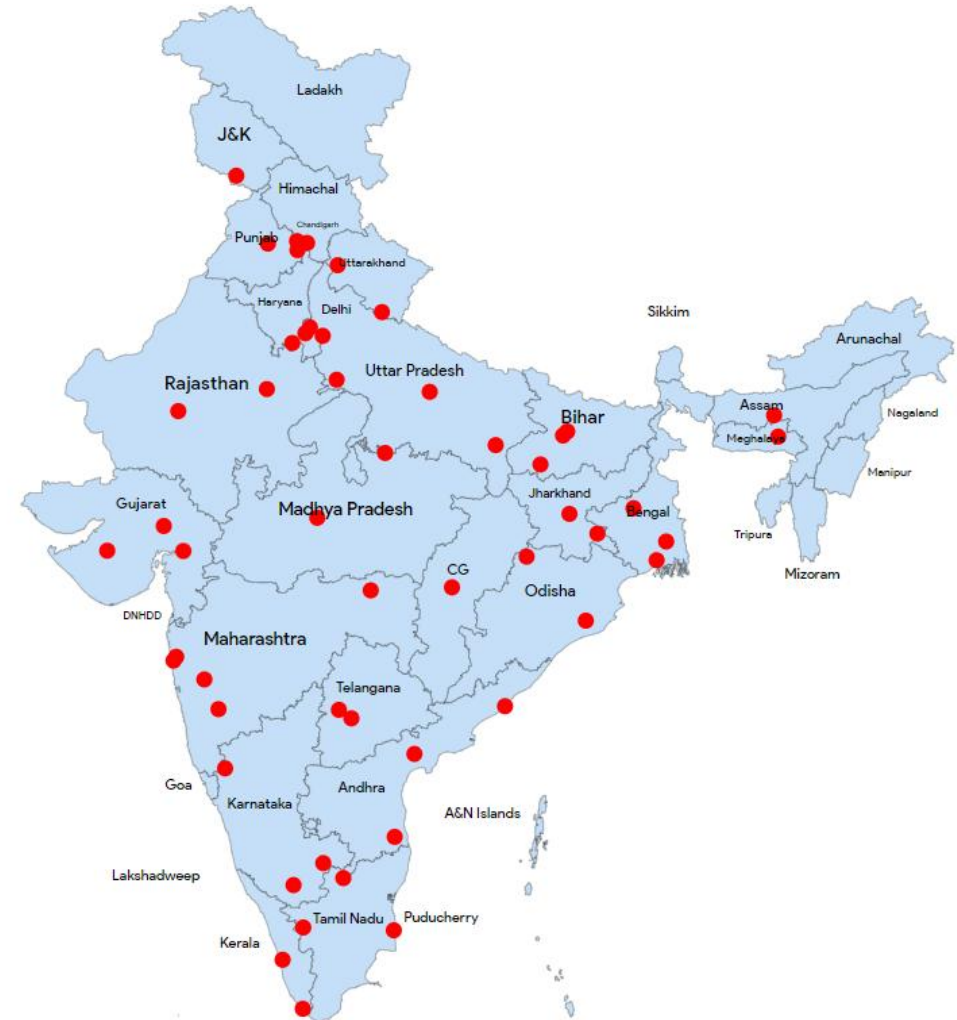 Ladakh
J&K
Himachal
Chandigarh
Punjab
Uttarakhand
Haryana
Delhi
Sikkim
Arunachal
Uttar Pradesh
Rajasthan
Assam
Nagaland
Bihar
Meghalaya
Manipur
Jharkhand
Gujarat
Madhya Pradesh
Bengal
Tripura
Mizoram
CG
Odisha
DNHDD
Maharashtra
Telangana
Goa
Andhra
Karnataka
A&N Islands
Lakshadweep
Tamil Nadu
Puducherry
Kerala